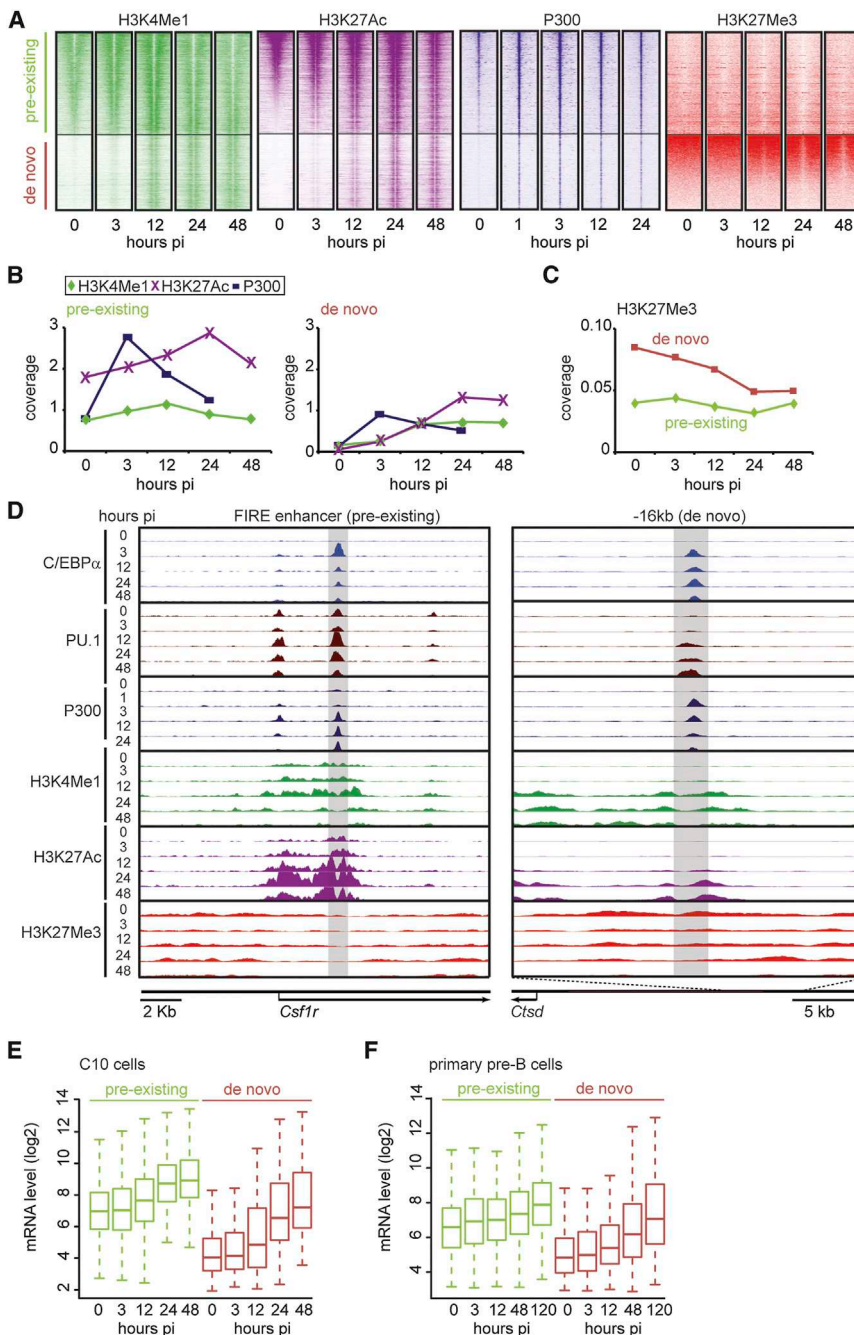 A
H3K4Me1 H3K27Ac P300 H3K27Me3
pre-existing
de novo
0 3 12 24 48 0 3 12 24 48 0 1 3 12 24 0 3 12 24 48
hours pi hours pi hours pi hours pi
B
H3K4Me1 H3K27Ac P300
pre-existing
coverage
3
2
1
0
0 3 12 24 48
hours pi
de novo
coverage
3
2
1
0
0 3 12 24 48
hours pi
C
H3K27Me3
coverage
0.10
0.05
0
de novo
pre-existing
0 3 12 24 48
hours pi
D
hours pi FIRE enhancer (pre-existing) -16kb (de novo)
C/EBPα
0
3
12
24
48
PU.1
0
3
12
24
48
P300
0
1
3
12
24
H3K4Me1
0
3
12
24
48
H3K27Ac
0
3
12
24
48
H3K27Me3
0
3
12
24
48
2 Kb Csf1r Ctsd 5 kb
E
C10 cells
pre-existing de novo
mRNA level (log2)
14
12
10
8
6
4
2
0 3 12 24 48 0 3 12 24 48
hours pi hours pi
F
primary pre-B cells
pre-existing de novo
mRNA level (log2)
14
12
10
8
6
4
0 3 12 48 120 0 3 12 48 120
hours pi hours pi